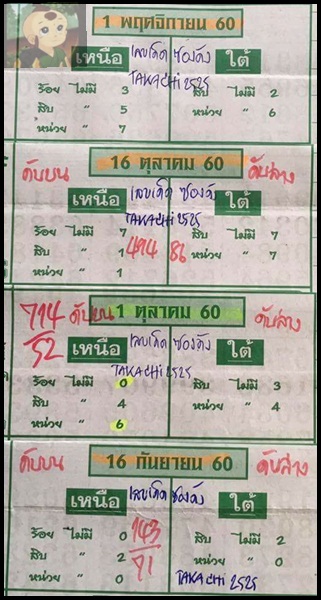 1 พฤศจิกายน 60
เหนือ เลขเด็ด ซองดัง ใต้
TAKACHI 2525
ร้อย ไม่มี 3 สิบ ไม่มี 2
สิบ " 5 หน่วย " 6
หน่วย " 7
ดับบน 16 ตุลาคม 60 ดับล่าง
เหนือ เลขเด็ด ซองดัง ใต้
TAKACHI 2525
ร้อย ไม่มี 7 สิบ ไม่มี 7
สิบ " 1 494 86 หน่วย " 7
หน่วย " 1
714 ดับบน 1 ตุลาคม 60 ดับล่าง
52 เหนือ เลขเด็ด ซองดัง ใต้
TAKACHI 2525
ร้อย ไม่มี 0 สิบ ไม่มี 3
สิบ " 4 หน่วย " 4
หน่วย " 6
ดับบน 16 กันยายน 60 ดับล่าง
เหนือ เลขเด็ด ซองดัง ใต้
ร้อย ไม่มี 0 143 สิบ ไม่มี 2
สิบ " 2 71 หน่วย " 0
หน่วย " 0 TAKACHI 2525